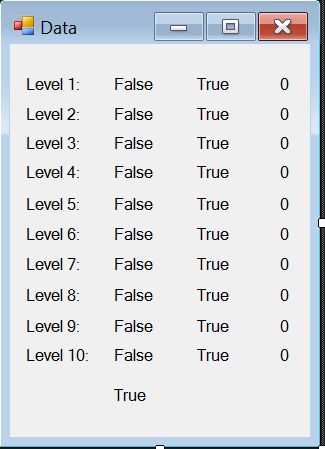 Data
Level 1: False True 0
Level 2: False True 0
Level 3: False True 0
Level 4: False True 0
Level 5: False True 0
Level 6: False True 0
Level 7: False True 0
Level 8: False True 0
Level 9: False True 0
Level 10: False True 0
True